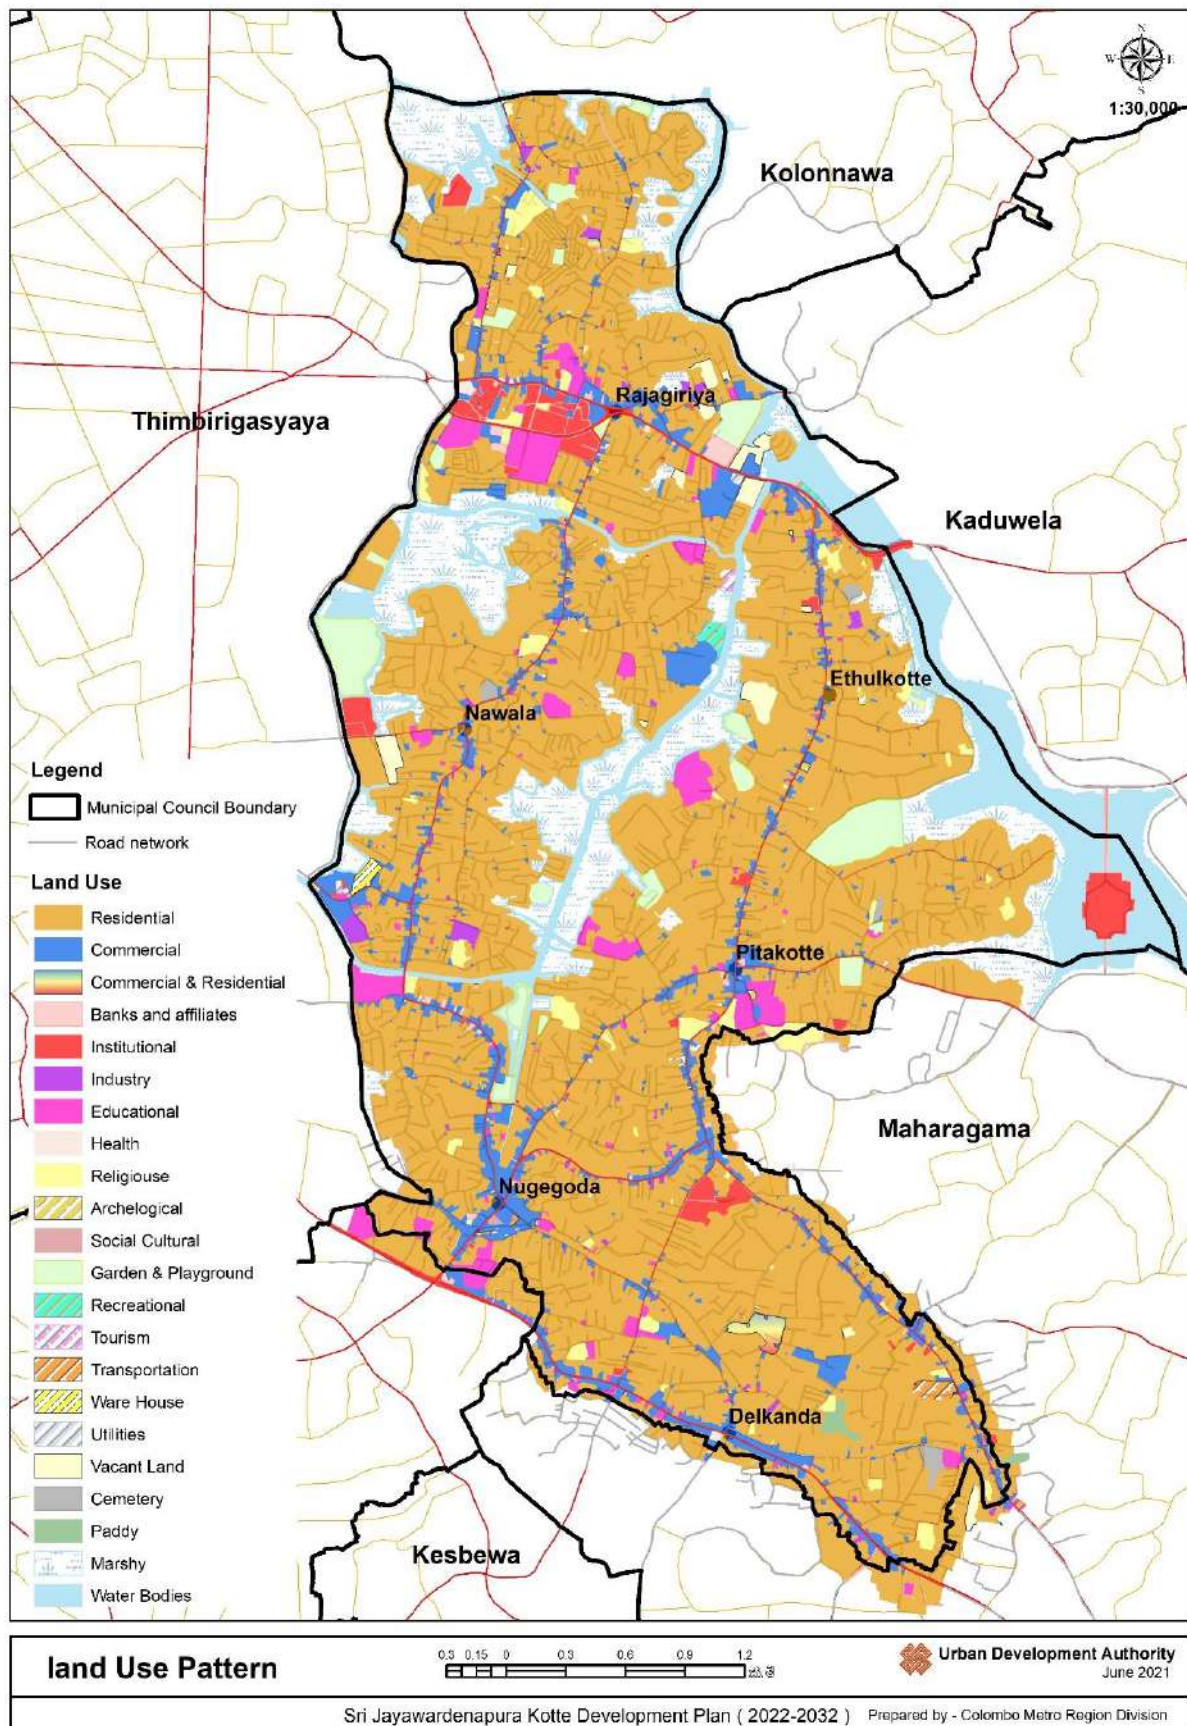 N
W E
S
1:30,000
Kolonnawa
Thimbirigasyaya
Rajagiriya
Kaduwela
Ethulkotte
Nawala
Legend
Municipal Council Boundary
Road network
Land Use
Residential
Commercial
Commercial & Residential
Banks and affiliates
Institutional
Industry
Educational
Health
Religiouse
Archelogical
Social Cultural
Garden & Playground
Recreational
Tourism
Transportation
Ware House
Utilities
Vacant Land
Cemetery
Paddy
Marshy
Water Bodies
Pitakotte
Maharagama
Nugegoda
Delkanda
Kesbewa
land Use Pattern
0.3 0.15 0 0.3 0.6 0.9 1.2
Urban Development Authority
June 2021
Sri Jayawardenapura Kotte Development Plan ( 2022-2032 ) Prepared by - Colombo Metro Region Division